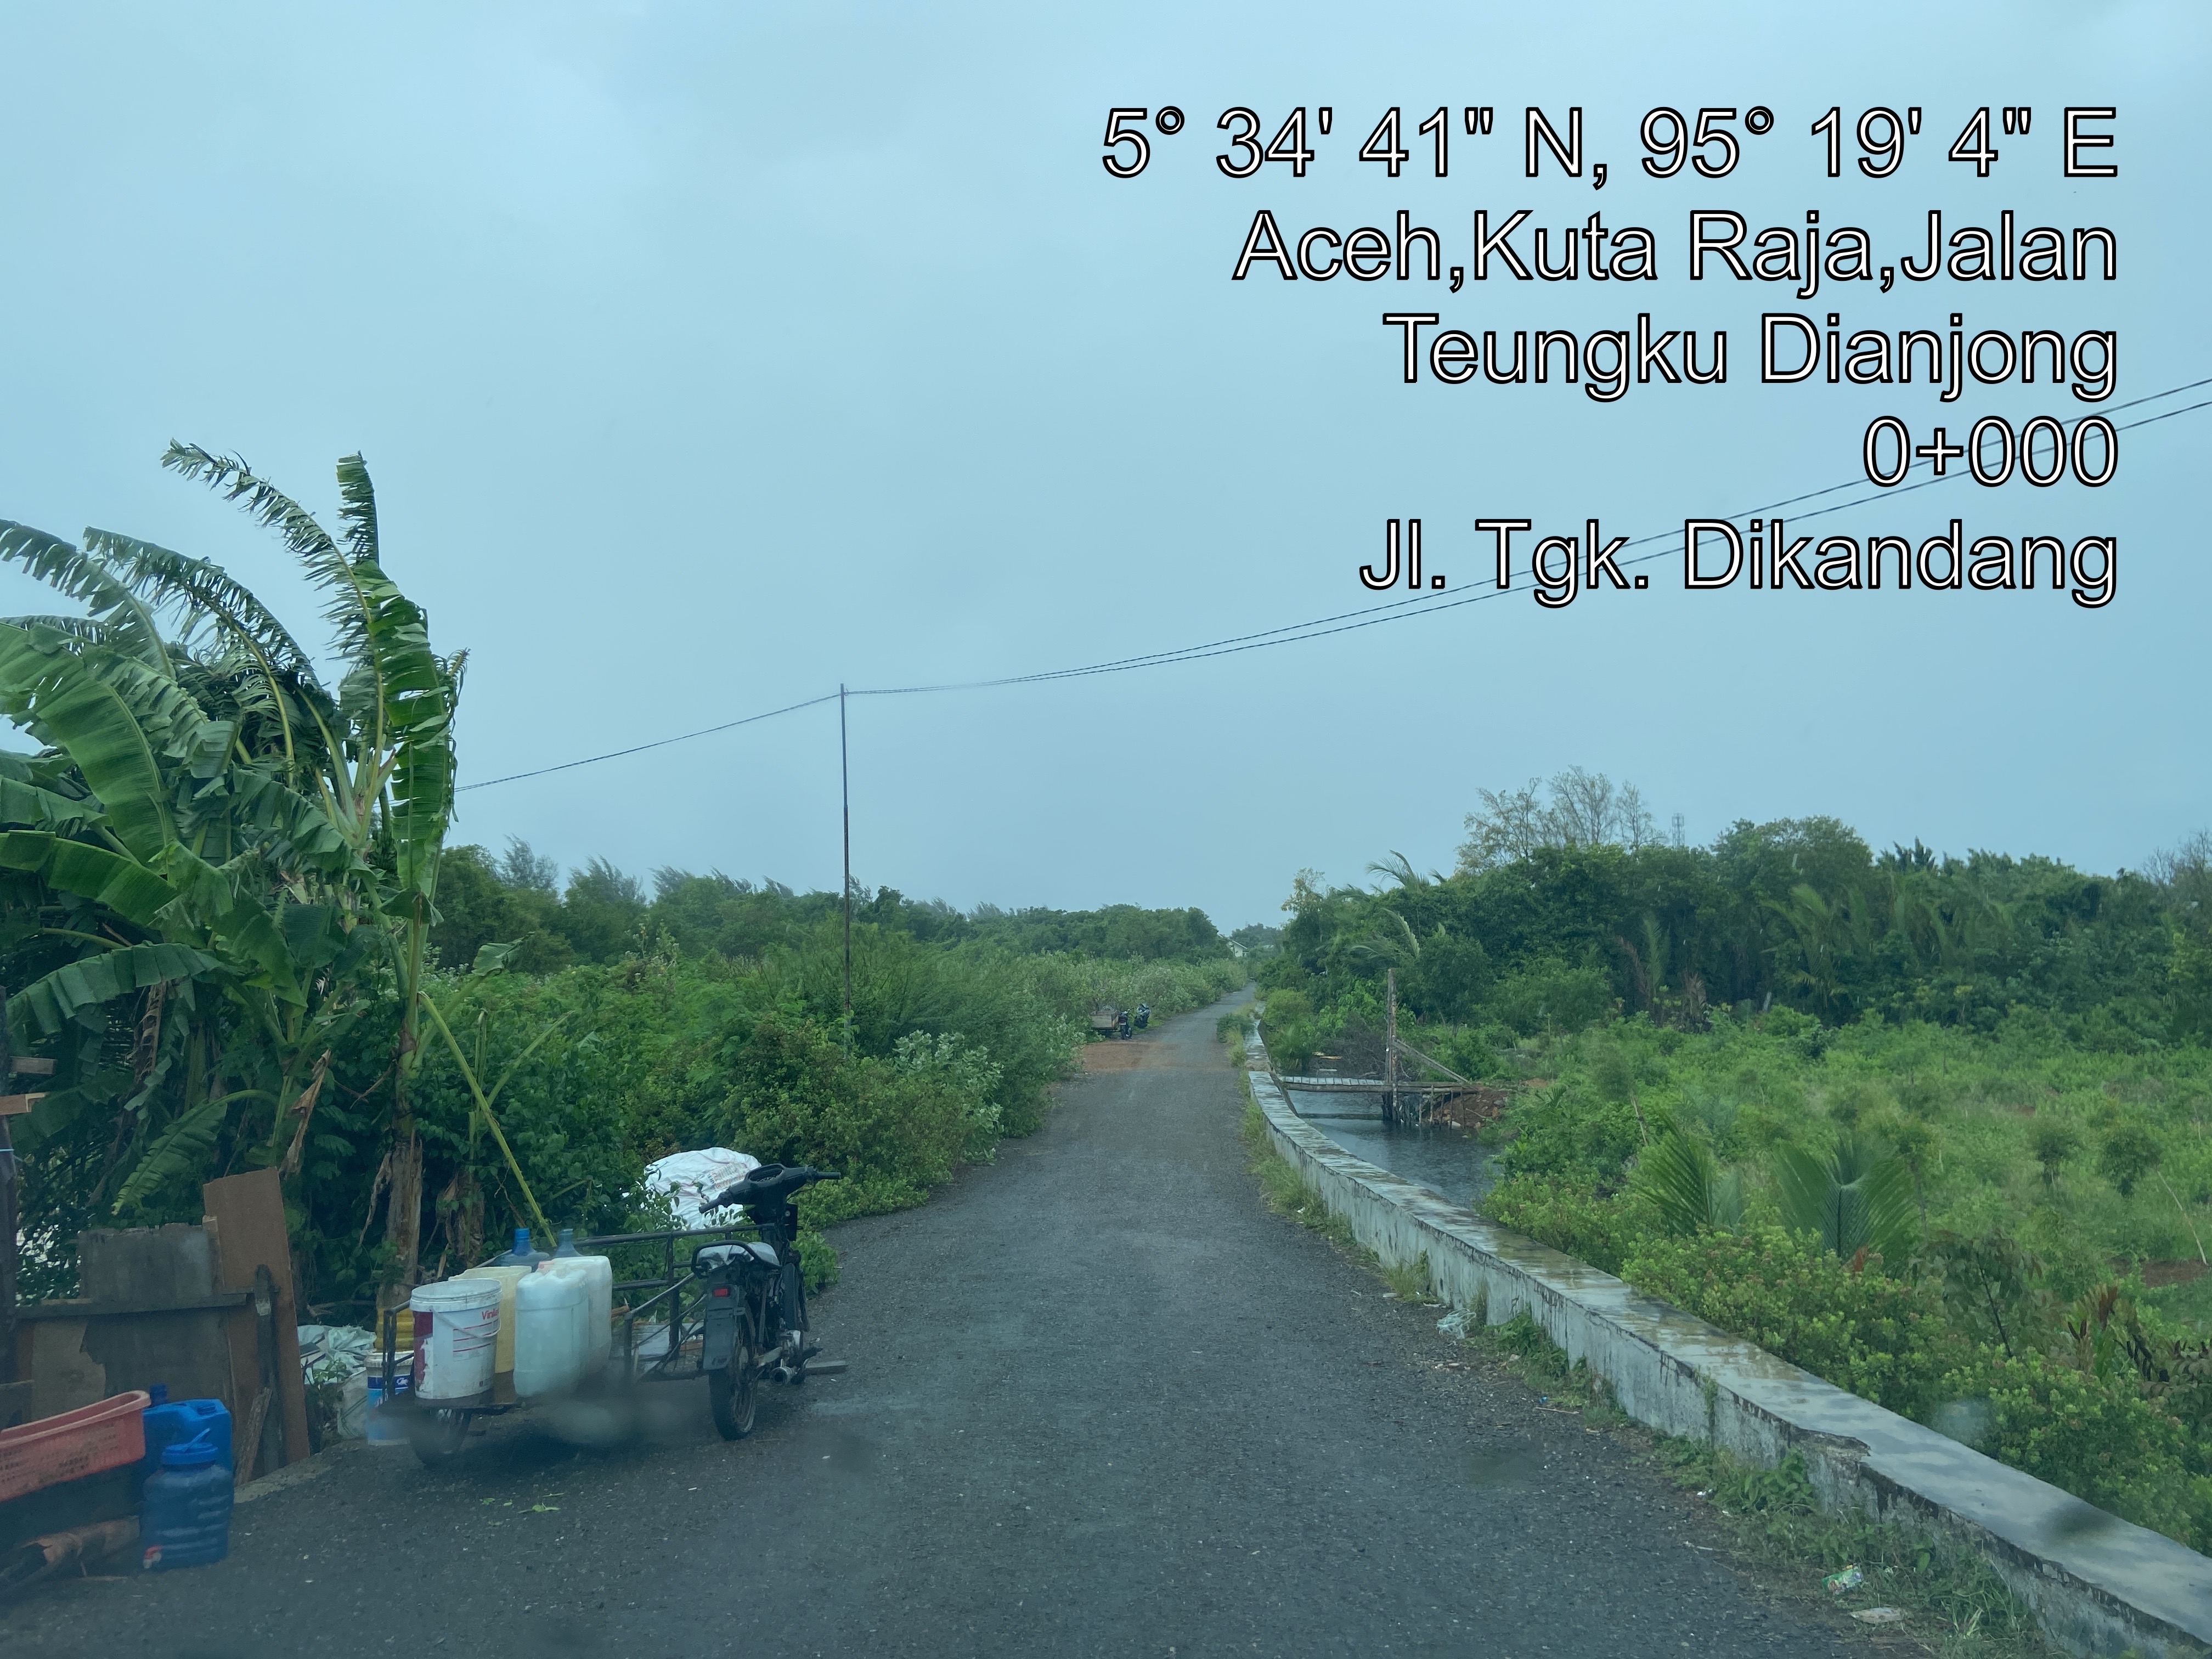 5° 34' 41" N, 95° 19' 4" E
Aceh,Kuta Raja,Jalan
Teungku Dianjong
0+000
Jl. Tgk. Dikandang